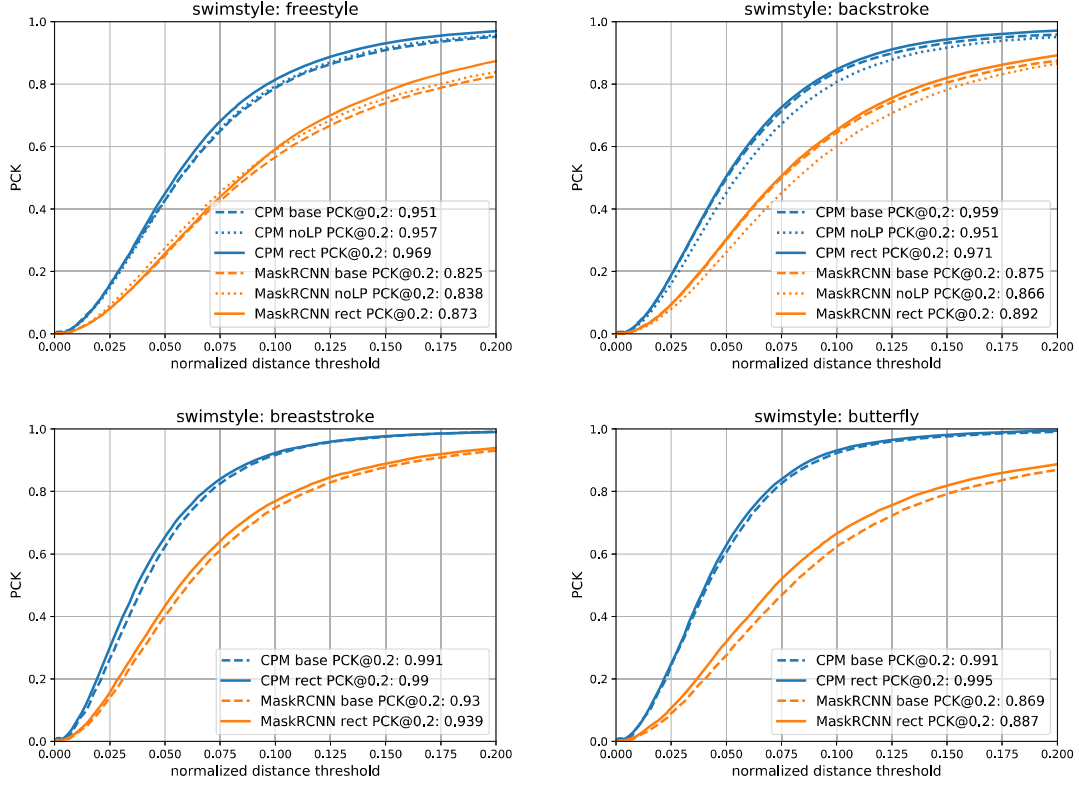 swimstyle: freestyle
1.0
0.8
0.6
0.4
0.2
0.0
PCK
CPM base PCK@0.2: 0.951
CPM noLP PCK@0.2: 0.957
CPM rect PCK@0.2: 0.969
MaskRCNN base PCK@0.2: 0.825
MaskRCNN noLP PCK@0.2: 0.838
MaskRCNN rect PCK@0.2: 0.873
0.000 0.025 0.050 0.075 0.100 0.125 0.150 0.175 0.200
normalized distance threshold
swimstyle: backstroke
1.0
0.8
0.6
0.4
0.2
0.0
PCK
CPM base PCK@0.2: 0.959
CPM noLP PCK@0.2: 0.951
CPM rect PCK@0.2: 0.971
MaskRCNN base PCK@0.2: 0.875
MaskRCNN noLP PCK@0.2: 0.866
MaskRCNN rect PCK@0.2: 0.892
0.000 0.025 0.050 0.075 0.100 0.125 0.150 0.175 0.200
normalized distance threshold
swimstyle: breaststroke
1.0
0.8
0.6
0.4
0.2
0.0
PCK
CPM base PCK@0.2: 0.991
CPM rect PCK@0.2: 0.99
MaskRCNN base PCK@0.2: 0.93
MaskRCNN rect PCK@0.2: 0.939
0.000 0.025 0.050 0.075 0.100 0.125 0.150 0.175 0.200
normalized distance threshold
swimstyle: butterfly
1.0
0.8
0.6
0.4
0.2
0.0
PCK
CPM base PCK@0.2: 0.991
CPM rect PCK@0.2: 0.995
MaskRCNN base PCK@0.2: 0.869
MaskRCNN rect PCK@0.2: 0.887
0.000 0.025 0.050 0.075 0.100 0.125 0.150 0.175 0.200
normalized distance threshold